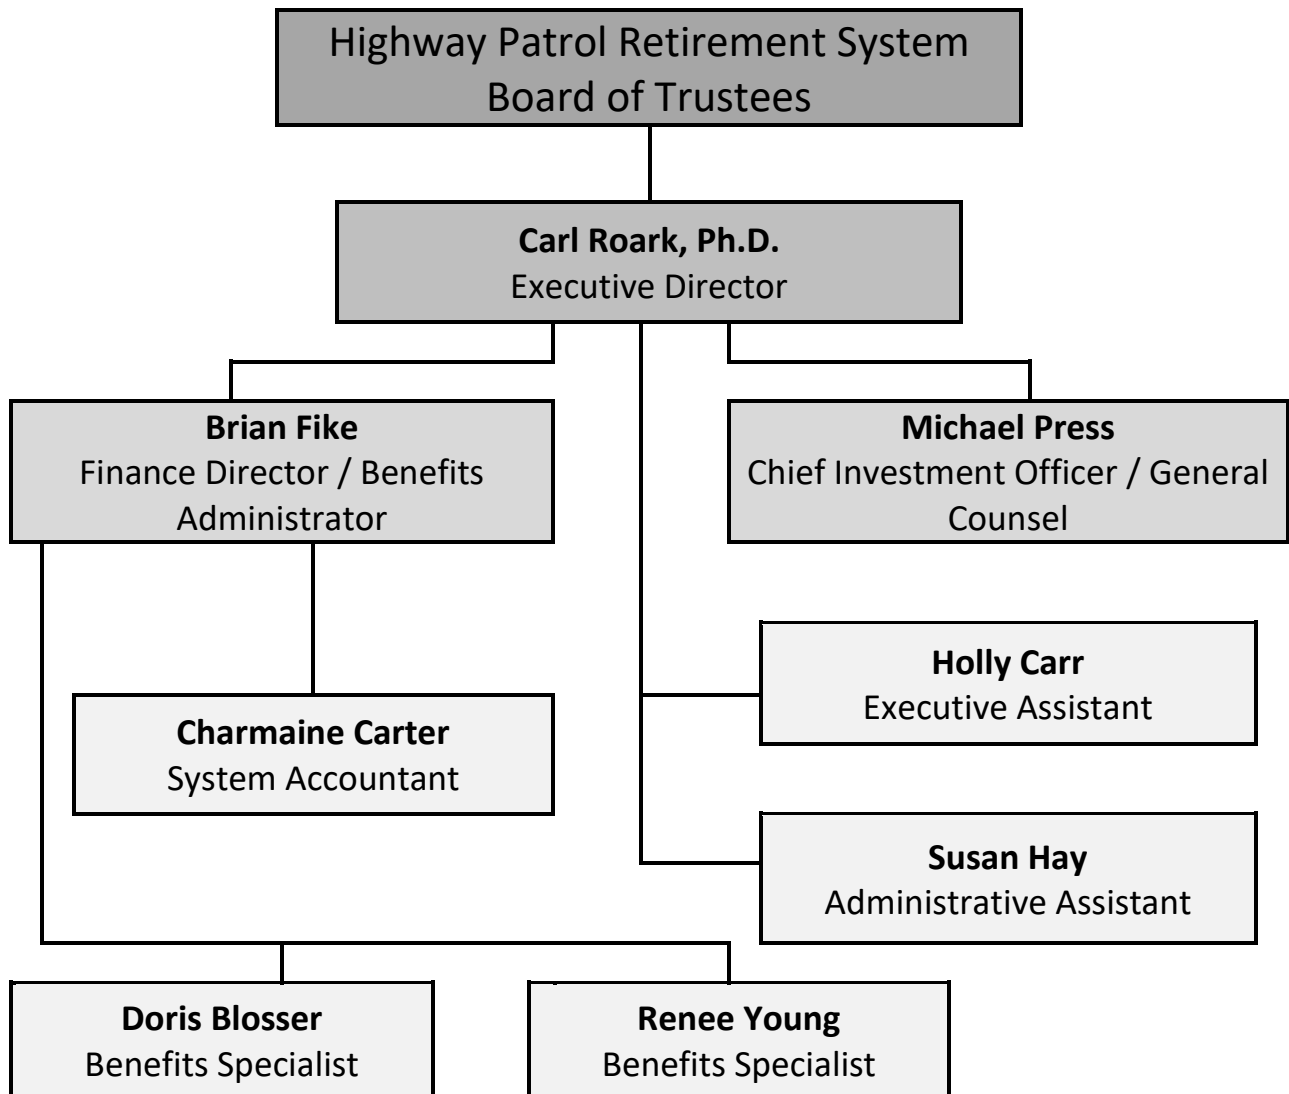 Highway Patrol Retirement System
Board of Trustees
Carl Roark, Ph.D.
Executive Director
Brian Fike
Finance Director / Benefits
Administrator
Michael Press
Chief Investment Officer / General
Counsel
Holly Carr
Executive Assistant
Charmaine Carter
System Accountant
Susan Hay
Administrative Assistant
Doris Blosser
Benefits Specialist
Renee Young
Benefits Specialist